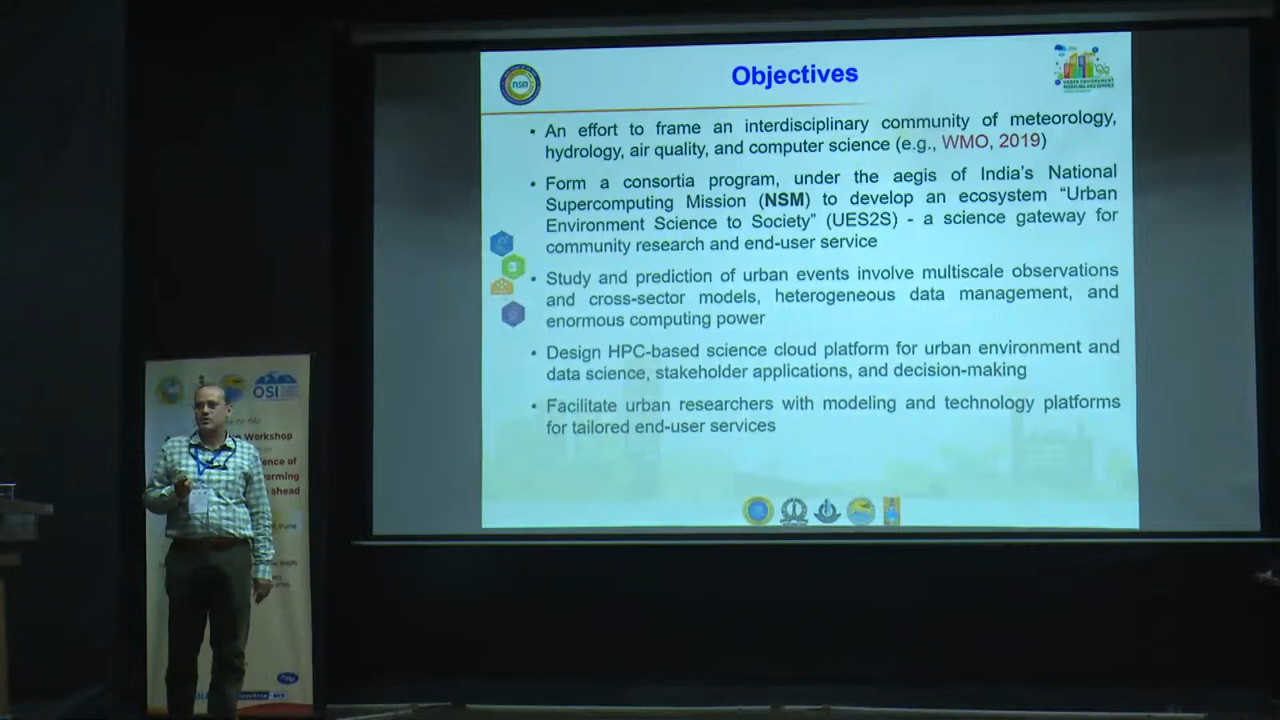 Objectives
NSM
URBAN ENVIRONMENT
MODELING AND SERVICE
• An effort to frame an interdisciplinary community of meteorology,
hydrology, air quality, and computer science (e.g., WMO, 2019)
• Form a consortia program, under the aegis of India's National
Supercomputing Mission (NSM) to develop an ecosystem "Urban
Environment Science to Society" (UES2S) - a science gateway for
community research and end-user service
• Study and prediction of urban events involve multiscale observations
and cross-sector models, heterogeneous data management, and
enormous computing power
• Design HPC-based science cloud platform for urban environment and
data science, stakeholder applications, and decision-making
• Facilitate urban researchers with modeling and technology platforms
for tailored end-user services
OSI
Workshop
ence of
arming
ahead